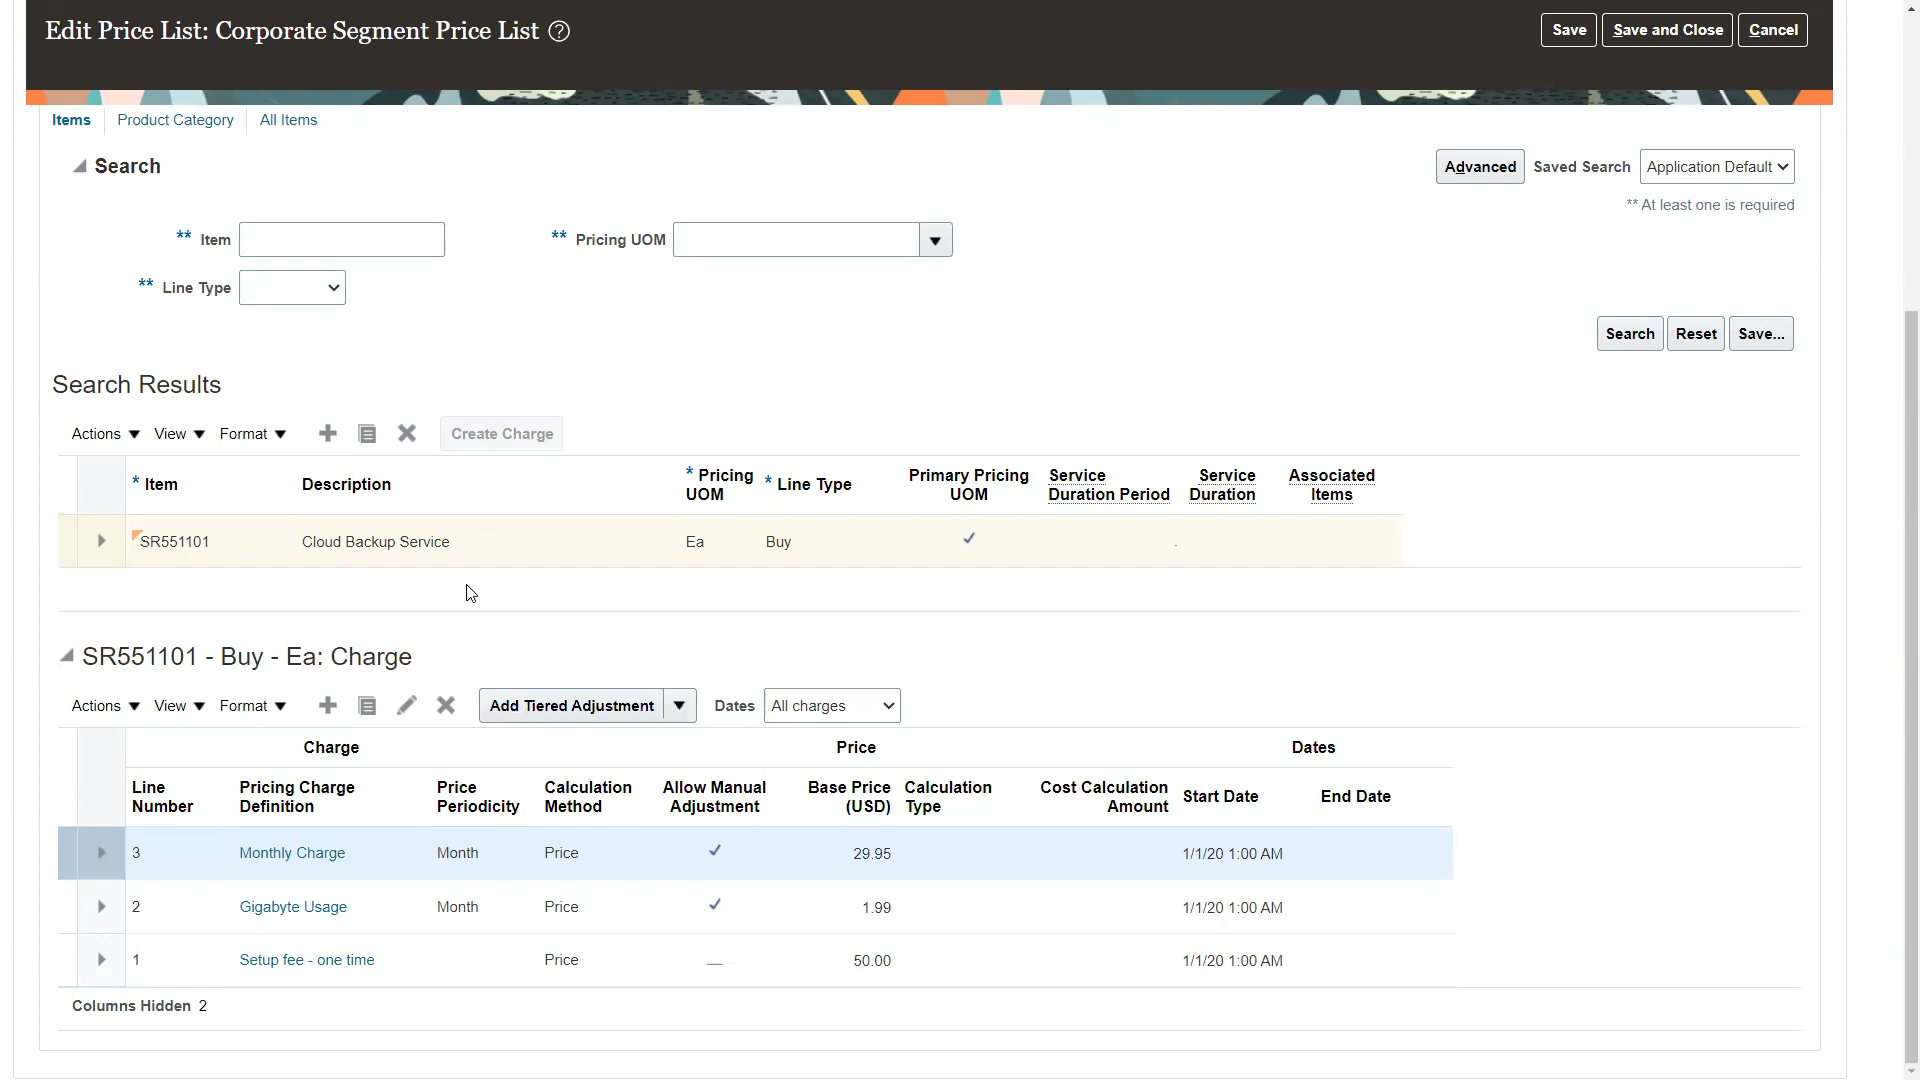 Edit Price List: Corporate Segment Price List ?
Save Save and Close Cancel
Items Product Category All Items
Search
Advanced Saved Search Application Default
** At least one is required
** Item ** Pricing UOM
** Line Type
Search Reset Save...
Search Results
Actions View Format Create Charge
* Item Description * Pricing UOM * Line Type Primary Pricing UOM Service Duration Period Service Duration Associated Items
SR551101 Cloud Backup Service Ea Buy .
SR551101 - Buy - Ea: Charge
Actions View Format Add Tiered Adjustment Dates All charges
Charge Price Dates
Line Number Pricing Charge Definition Price Periodicity Calculation Method Allow Manual Adjustment Base Price (USD) Calculation Type Cost Calculation Amount Start Date End Date
3 Monthly Charge Month Price 29.95 1/1/20 1:00 AM
2 Gigabyte Usage Month Price 1.99 1/1/20 1:00 AM
1 Setup fee - one time Price 50.00 1/1/20 1:00 AM
Columns Hidden 2